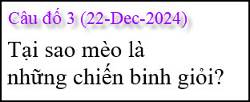 Câu đố 3 (22-Dec-2024)
Tại sao mèo là
những chiến binh giỏi?